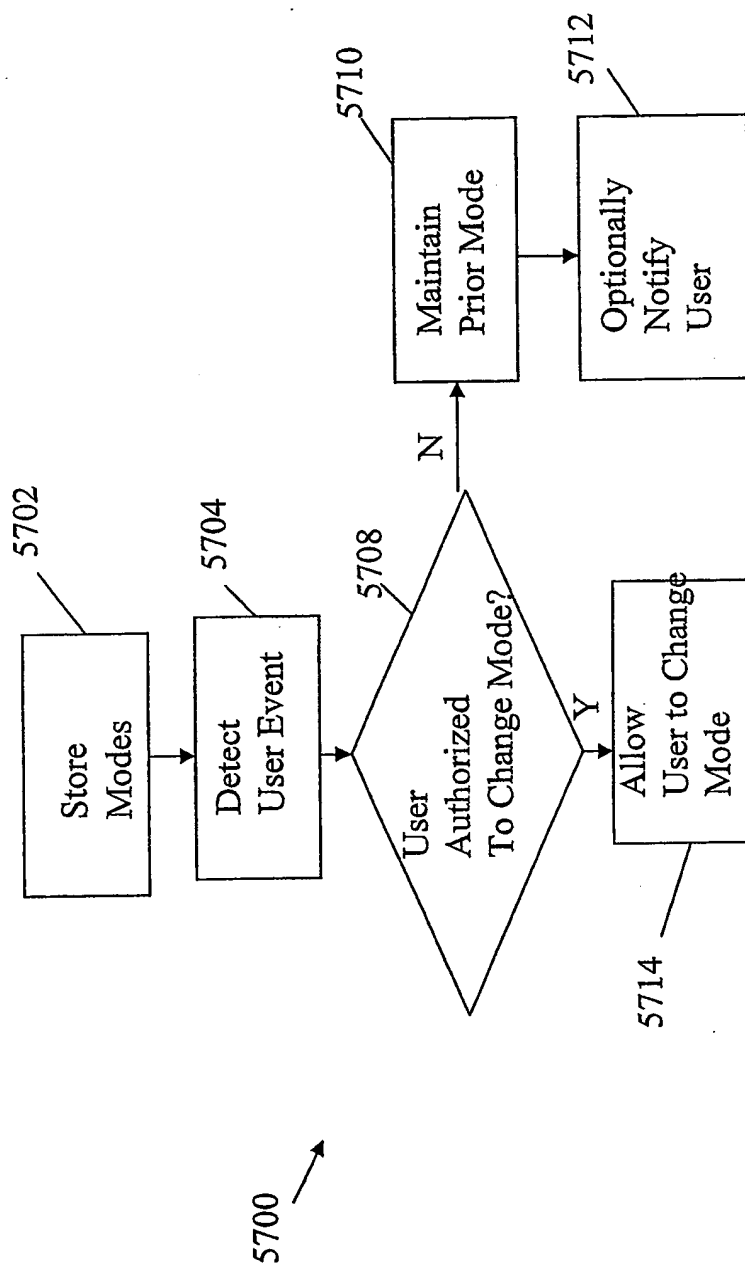 5700
5702
Store
Modes
5704
Detect
User Event
5708
User
Authorized
To Change Mode?
N
5710
Maintain
Prior Mode
5712
Optionally
Notify
User
Y
Allow
User to Change
Mode
5714